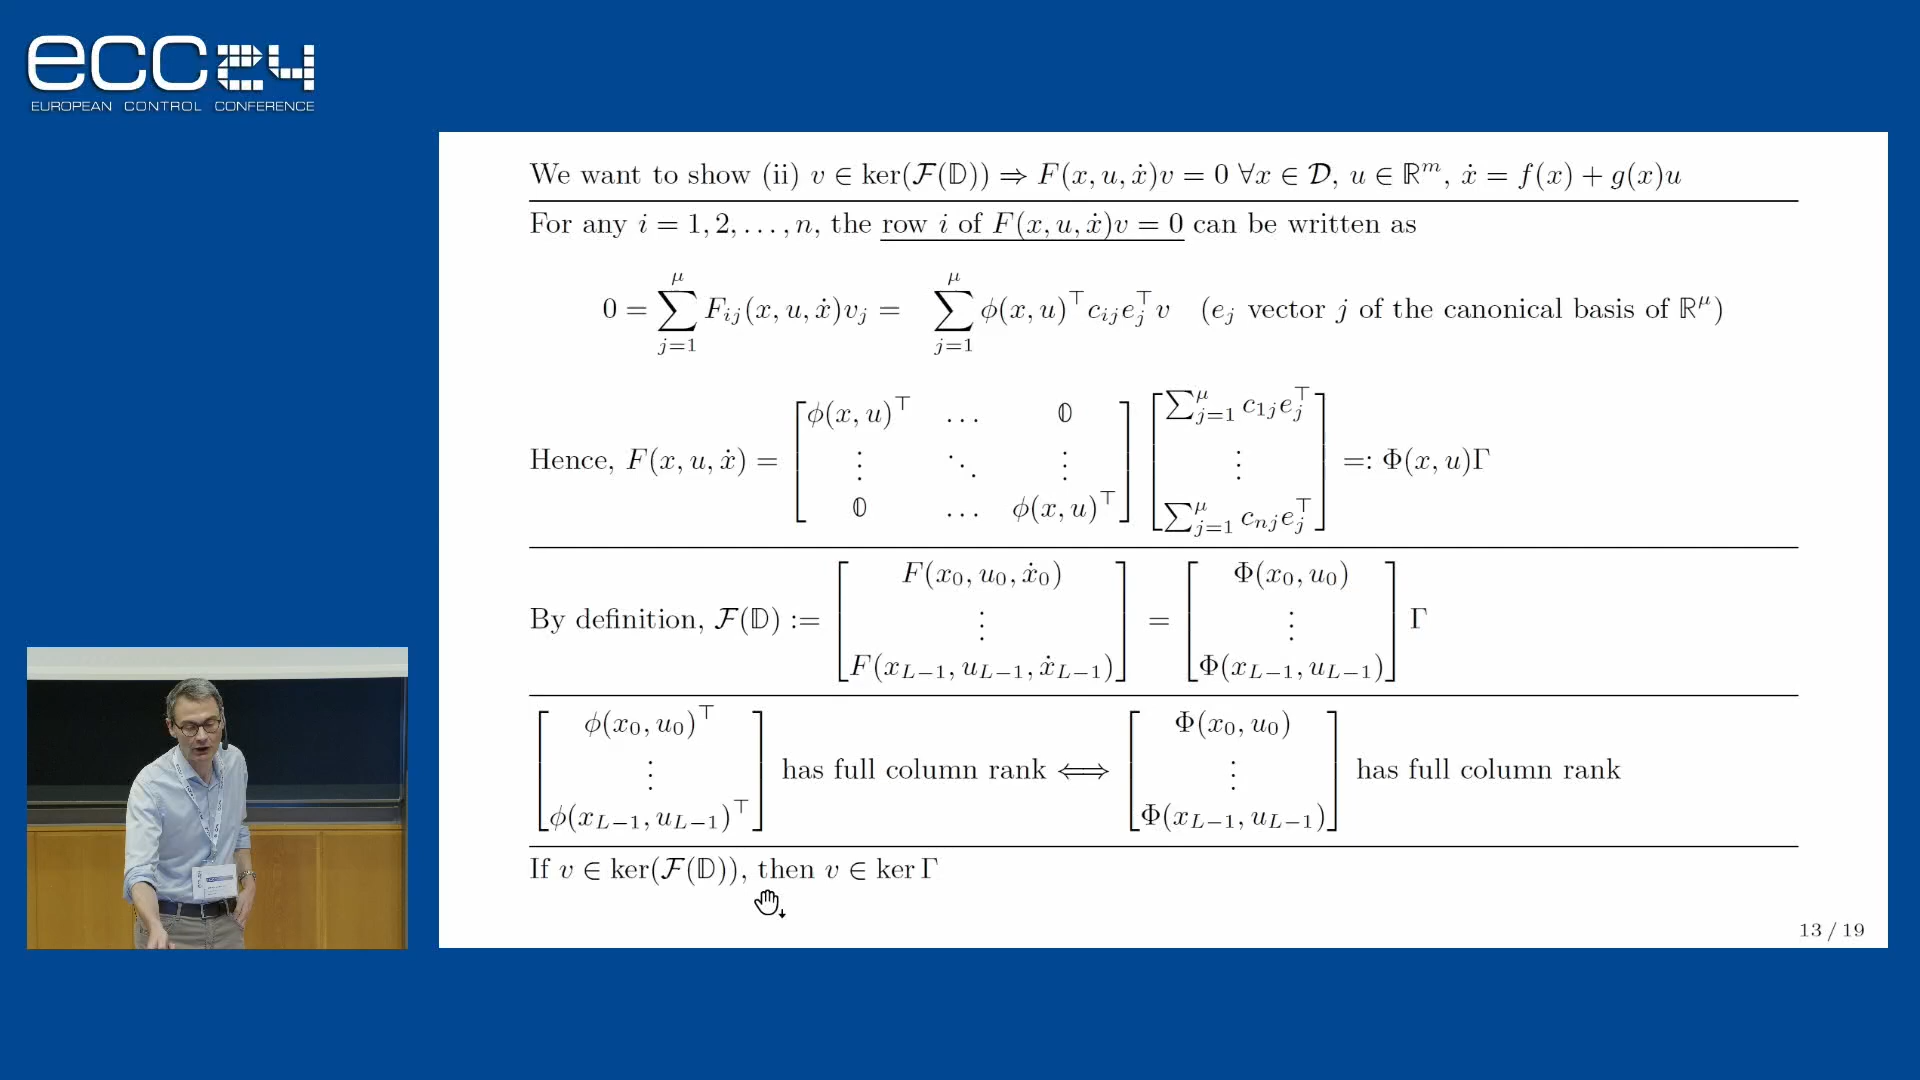 ecc24
EUROPEAN CONTROL CONFERENCE
We want to show (ii) v ∈ ker(𝓕(𝔻)) ⇒ F(x, u, ẋ)v = 0 ∀x ∈ 𝒟, u ∈ ℝᵐ, ẋ = f(x) + g(x)u
For any i = 1, 2, . . . , n, the row i of F(x, u, ẋ)v = 0 can be written as
0 = ∑_{j=1}^{μ} F_{ij}(x, u, ẋ)v_j = ∑_{j=1}^{μ} ϕ(x, u)^⊤ c_{ij} e_j^⊤ v (e_j vector j of the canonical basis of ℝ^μ)
Hence, F(x, u, ẋ) = [ϕ(x, u)^⊤ . . . 𝟘 ; ⋮ ⋱ ⋮ ; 𝟘 . . . ϕ(x, u)^⊤] [∑_{j=1}^{μ} c_{1j} e_j^⊤ ; ⋮ ; ∑_{j=1}^{μ} c_{nj} e_j^⊤] =: Φ(x, u)Γ
By definition, 𝓕(𝔻) := [F(x_0, u_0, ẋ_0) ; ⋮ ; F(x_{L−1}, u_{L−1}, ẋ_{L−1})] = [Φ(x_0, u_0) ; ⋮ ; Φ(x_{L−1}, u_{L−1})] Γ
[ϕ(x_0, u_0)^⊤ ; ⋮ ; ϕ(x_{L−1}, u_{L−1})^⊤] has full column rank ⟺ [Φ(x_0, u_0) ; ⋮ ; Φ(x_{L−1}, u_{L−1})] has full column rank
If v ∈ ker(𝓕(𝔻)), then v ∈ ker Γ
13 / 19